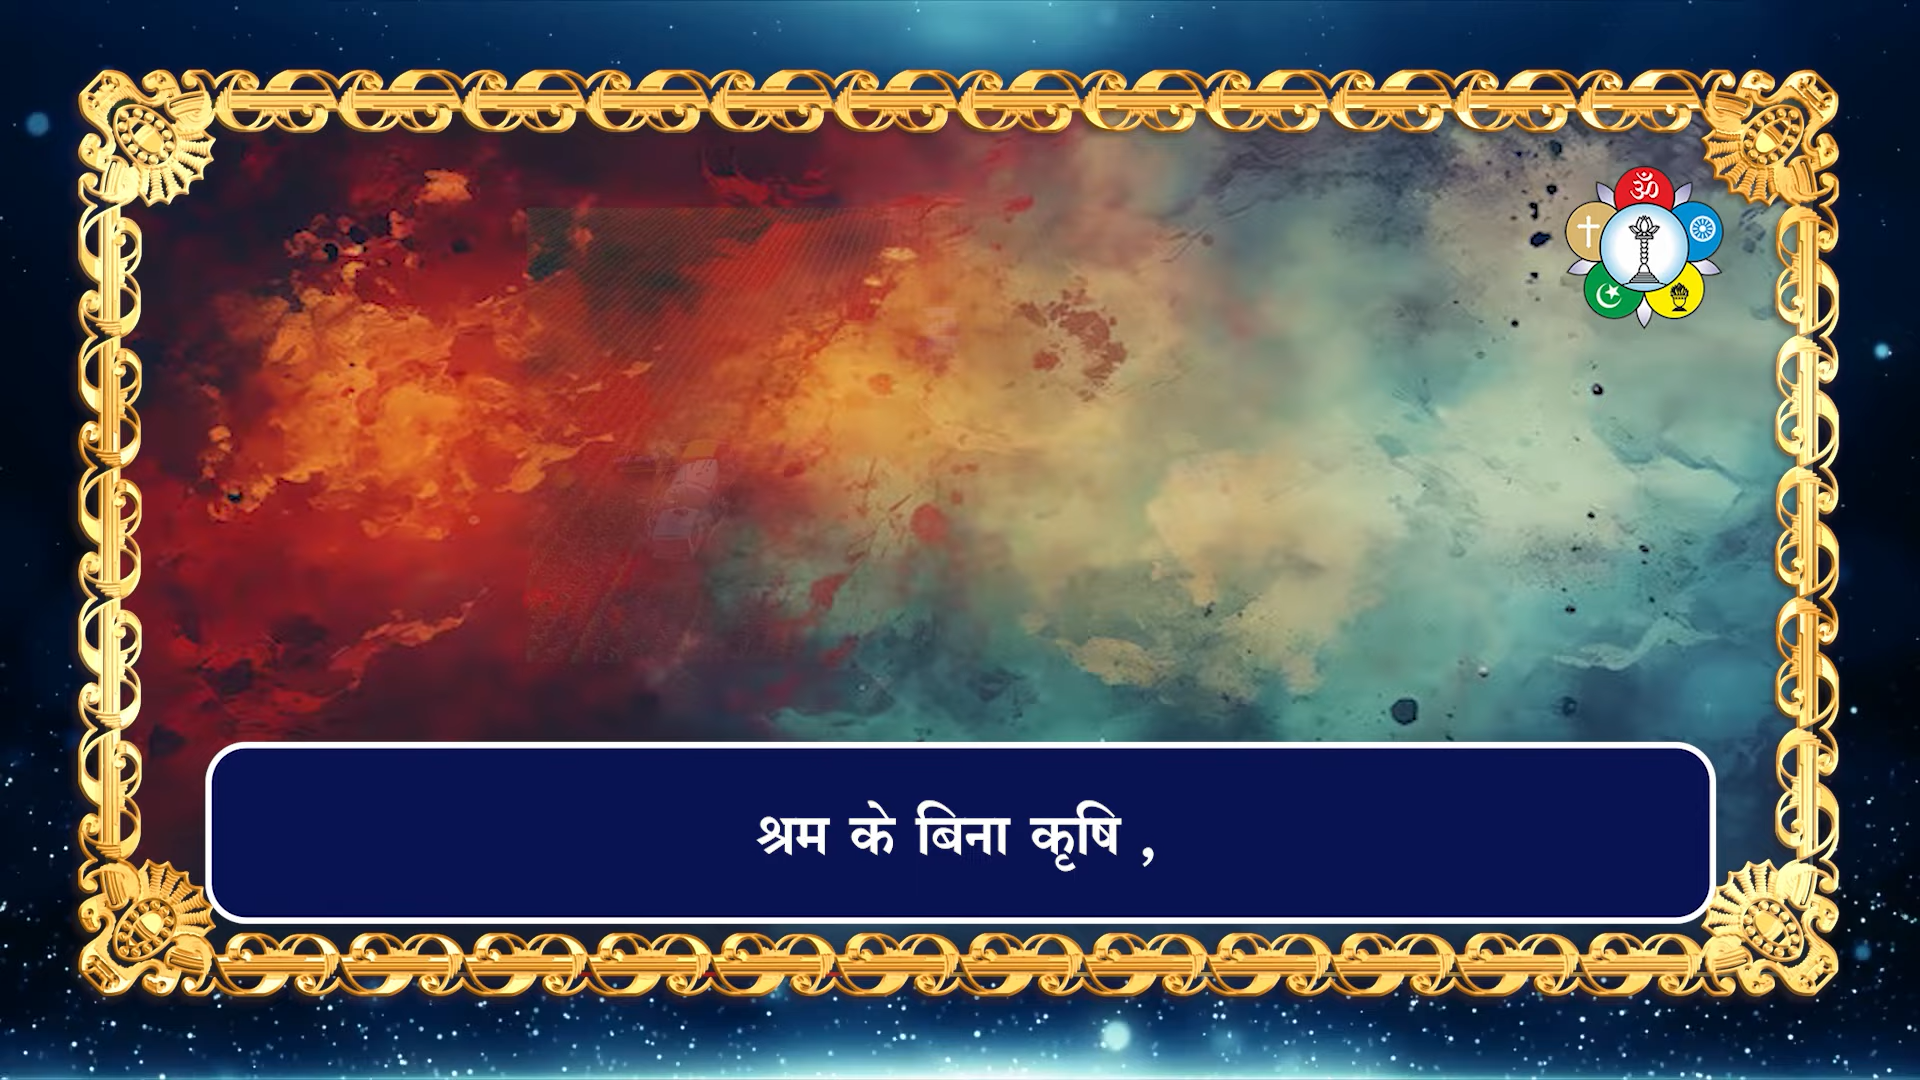 ॐ
श्रम के बिना कृषि ,